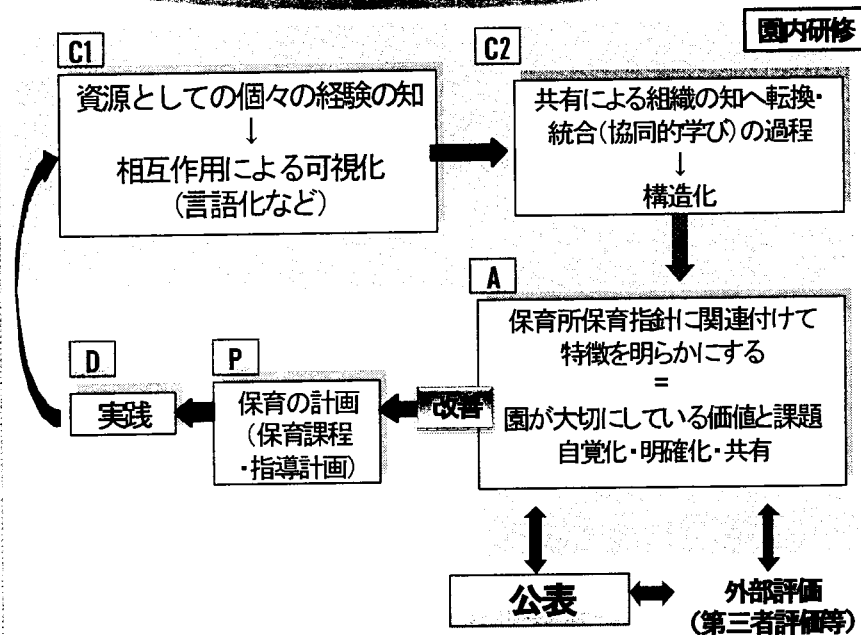 園内研修
C1
資源としての個々の経験の知
↓
相互作用による可視化
(言語化など)
C2
共有による組織の知へ転換・
統合(協同的学び)の過程
↓
構造化
A
保育所保育指針に関連付けて
特徴を明らかにする
=
園が大切にしている価値と課題
自覚化・明確化・共有
改善
P
保育の計画
(保育課程
・指導計画)
D
実践
公表
外部評価
(第三者評価等)